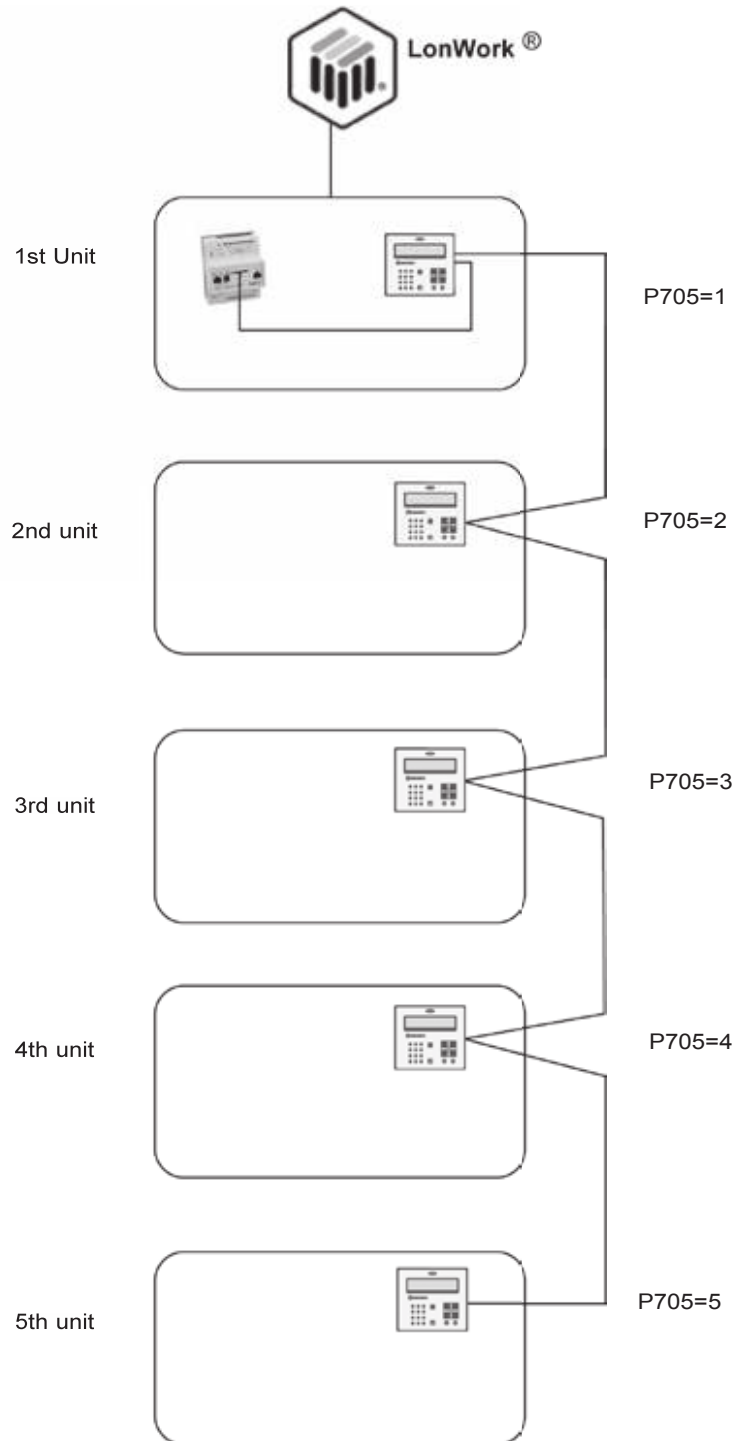 LonWork ®
1st Unit
P705=1
2nd unit
P705=2
3rd unit
P705=3
4th unit
P705=4
5th unit
P705=5